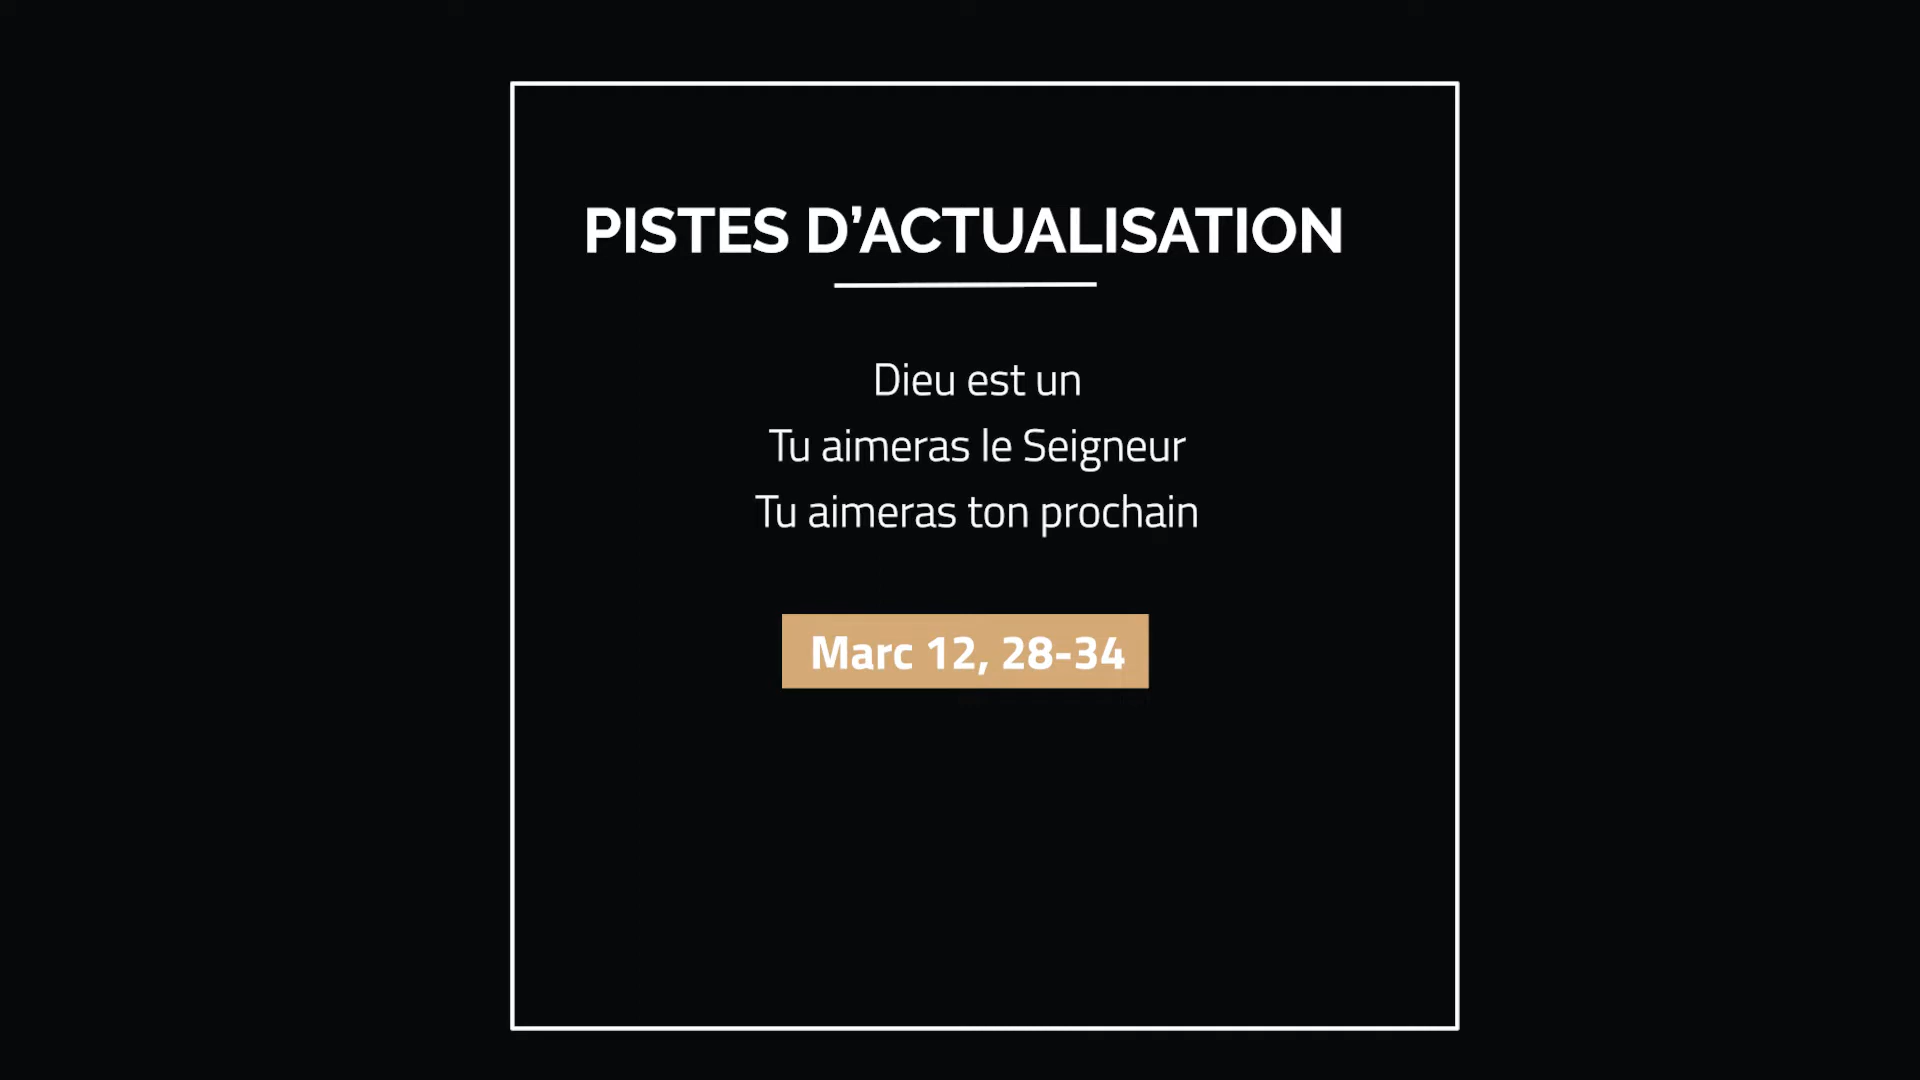 PISTES D’ACTUALISATION
Dieu est un
Tu aimeras le Seigneur
Tu aimeras ton prochain
Marc 12, 28-34